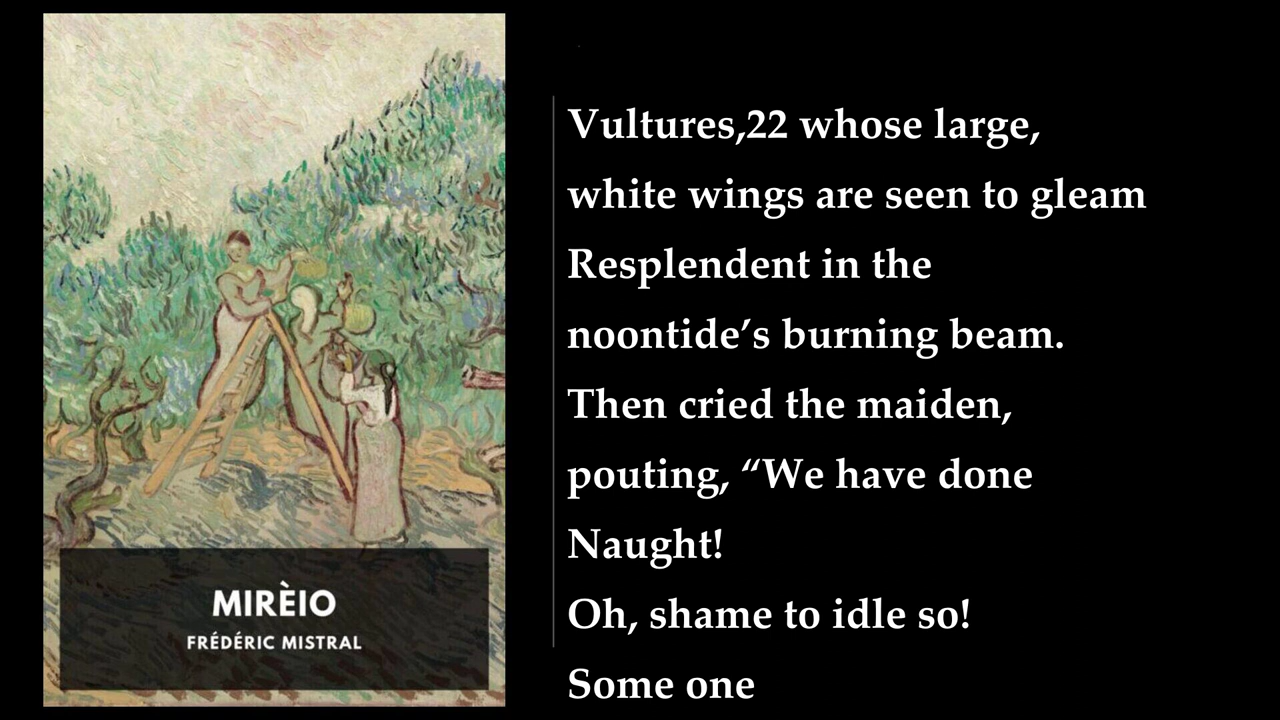 MIRÈIO
FRÉDÉRIC MISTRAL
Vultures,22 whose large,
white wings are seen to gleam
Resplendent in the
noontide’s burning beam.
Then cried the maiden,
pouting, “We have done
Naught!
Oh, shame to idle so!
Some one